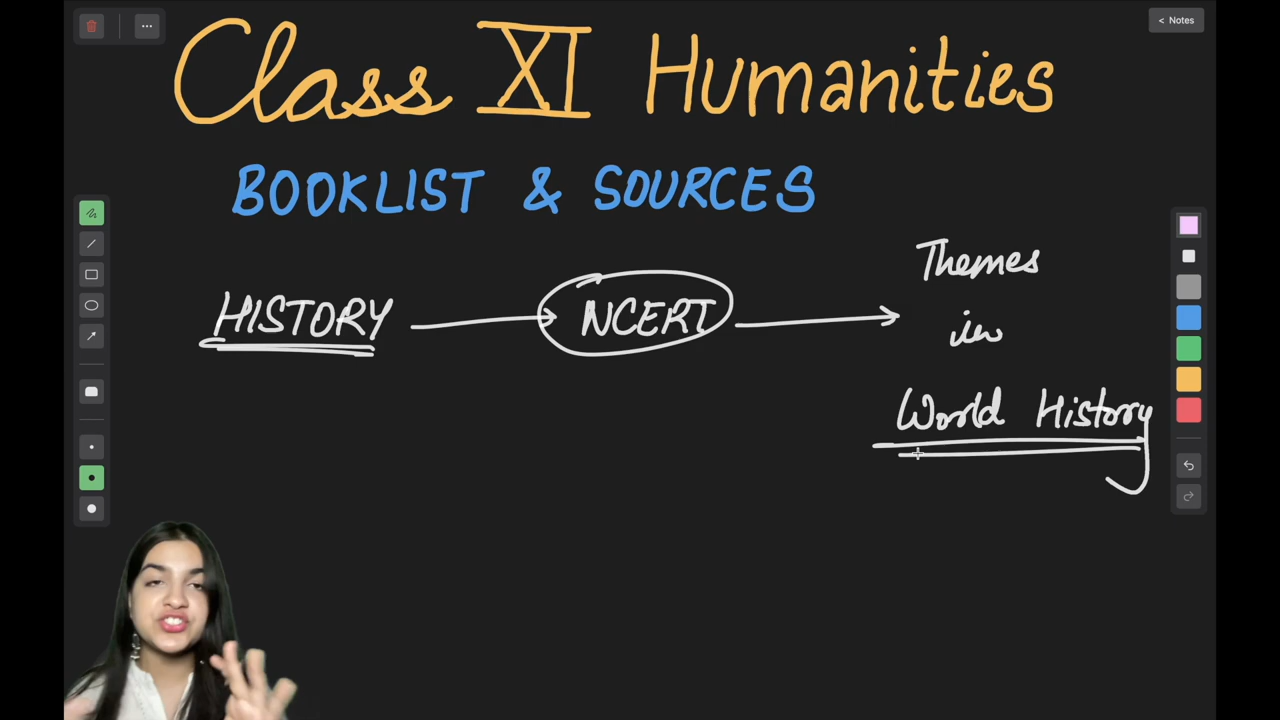 < Notes
Class XI Humanities
BOOKLIST & SOURCES
HISTORY → NCERT → Themes
in
World History